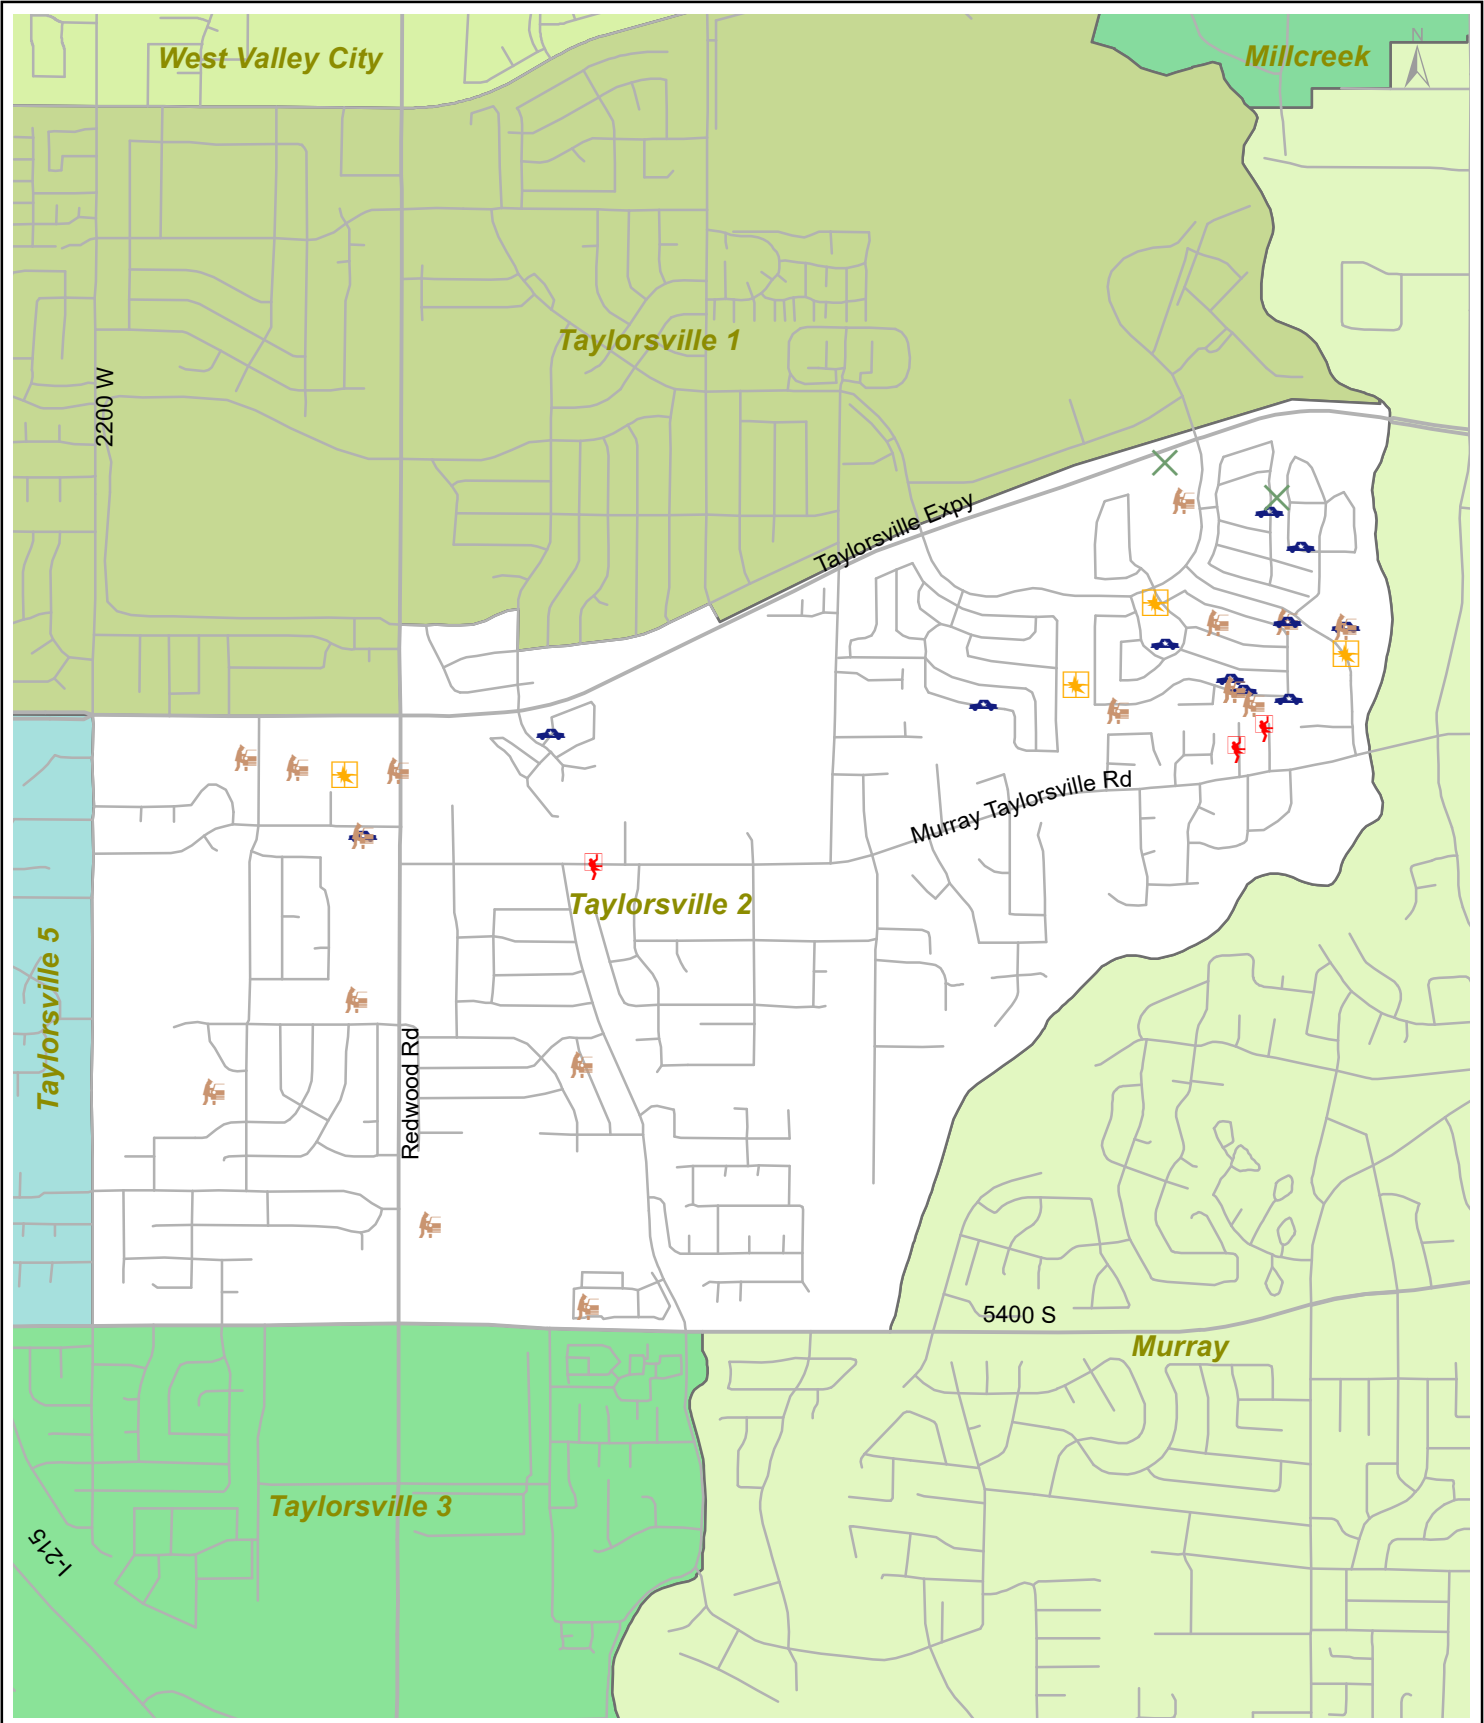 West Valley City
Millcreek
N
Taylorsville 1
2200 W
Taylorsville Expy
Murray Taylorsville Rd
Taylorsville 2
Taylorsville 5
Redwood Rd
5400 S
Murray
Taylorsville 3
I-215